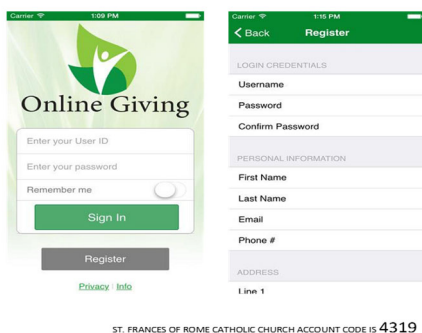 Carrier 1:09 PM
Online Giving
Enter your User ID
Enter your password
Remember me
Sign In
Register
Privacy | Info
Carrier 1:15 PM
Back Register
LOGIN CREDENTIALS
Username
Password
Confirm Password
PERSONAL INFORMATION
First Name
Last Name
Email
Phone #
ADDRESS
Line 1
ST. FRANCES OF ROME CATHOLIC CHURCH ACCOUNT CODE IS 4319